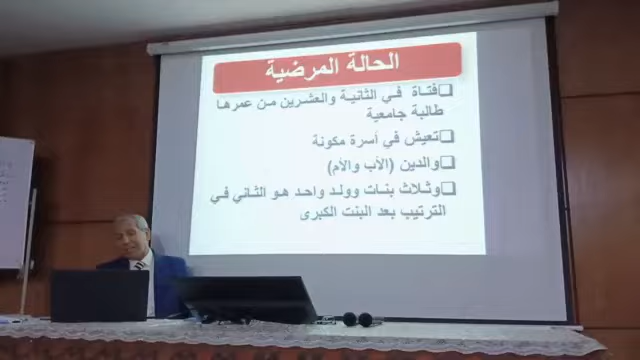 الحالة المرضية
فتاة في الثانية والعشرين من عمرها
طالبة جامعية
تعيش في أسرة مكونة
والدين (الأب والأم)
وثلاث بنات وولد واحد هو الثاني في
الترتيب بعد البنت الكبرى